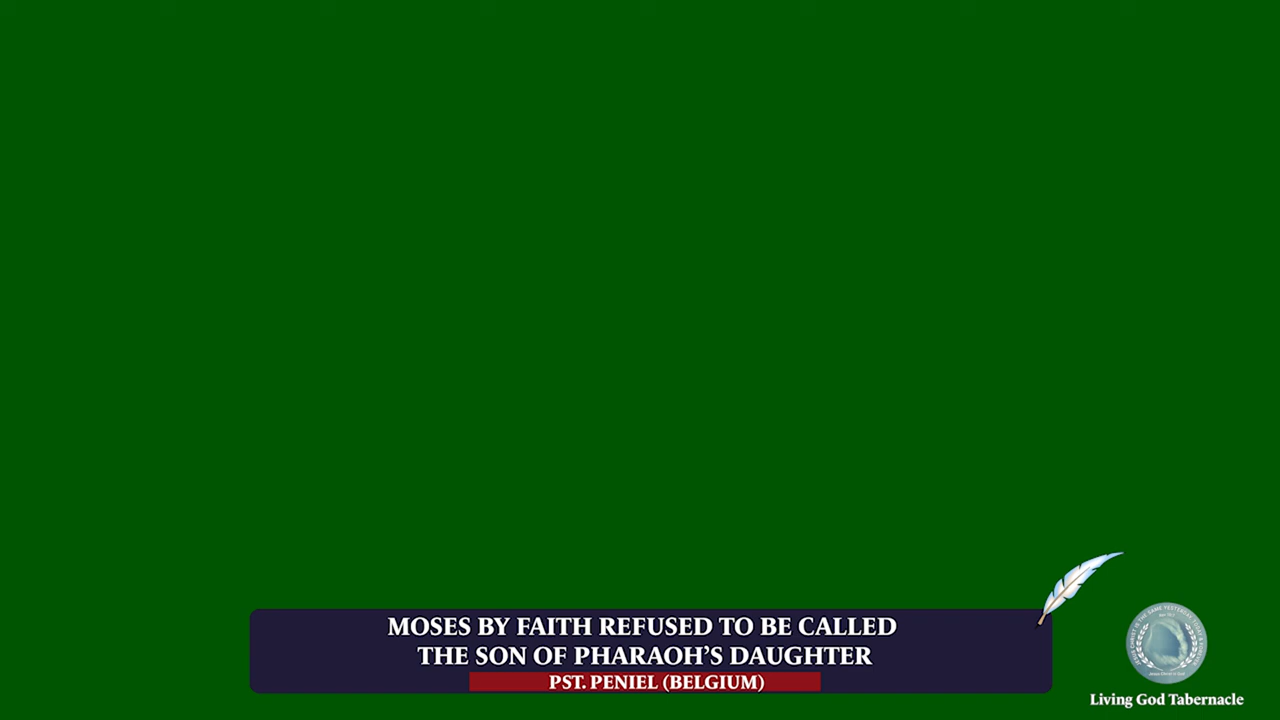 MOSES BY FAITH REFUSED TO BE CALLED
THE SON OF PHARAOH'S DAUGHTER
PST. PENIEL (BELGIUM)
Living God Tabernacle